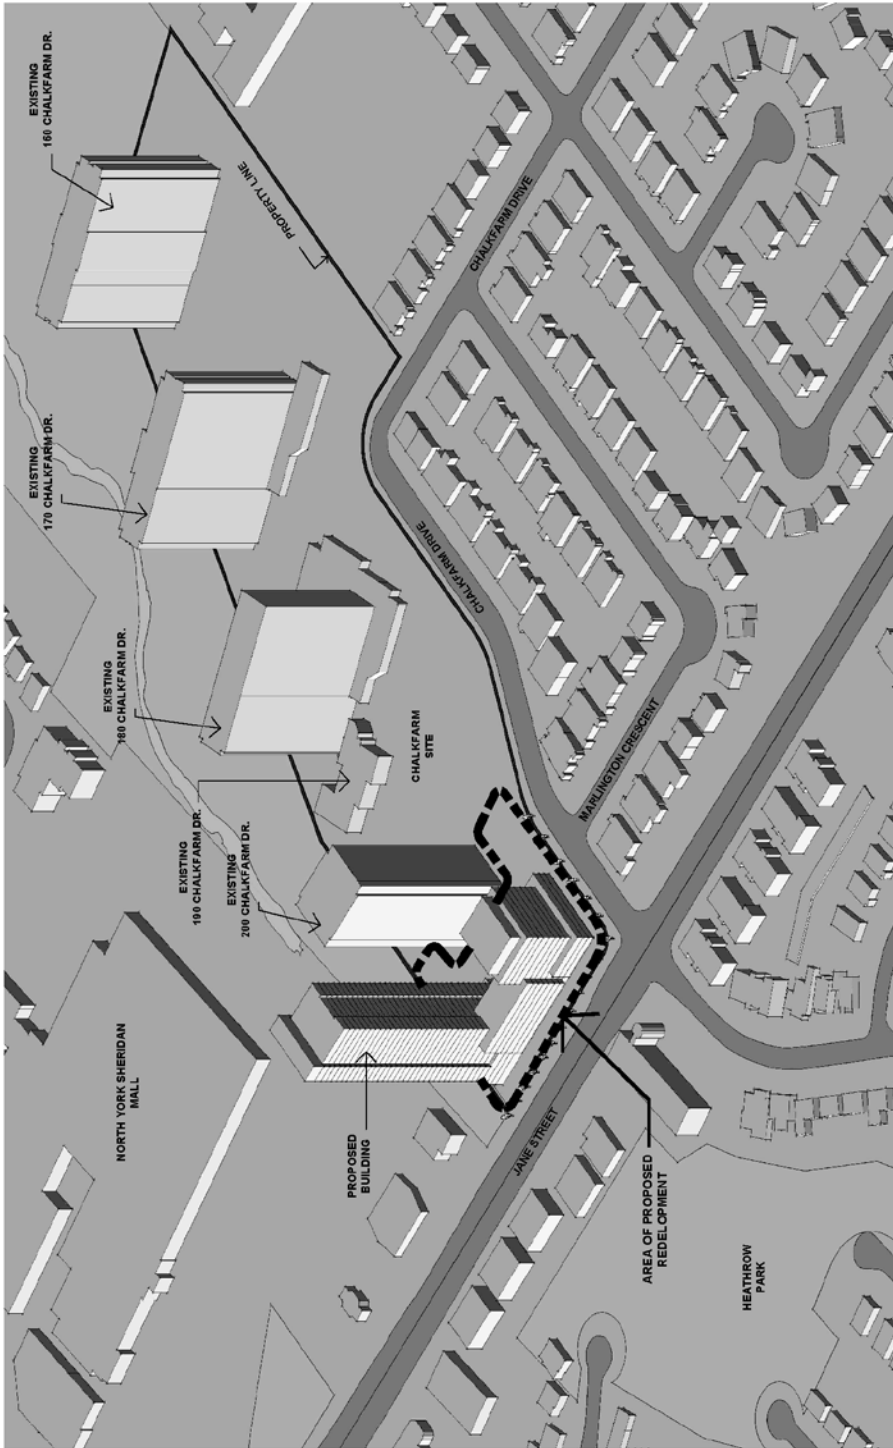 EXISTING
170 CHALKFARM DR.
EXISTING
160 CHALKFARM DR.
EXISTING
180 CHALKFARM DR.
NORTH YORK SHERIDAN
MALL
EXISTING
190 CHALKFARM DR.
EXISTING
200 CHALKFARM DR.
PROPERTY LINE
PROPOSED
BUILDING
CHALKFARM
SITE
CHALKFARM DRIVE
CHALKFARM DRIVE
JANE STREET
MARLINGTON CRESCENT
AREA OF PROPOSED
REDELOPMENT
HEATHROW
PARK